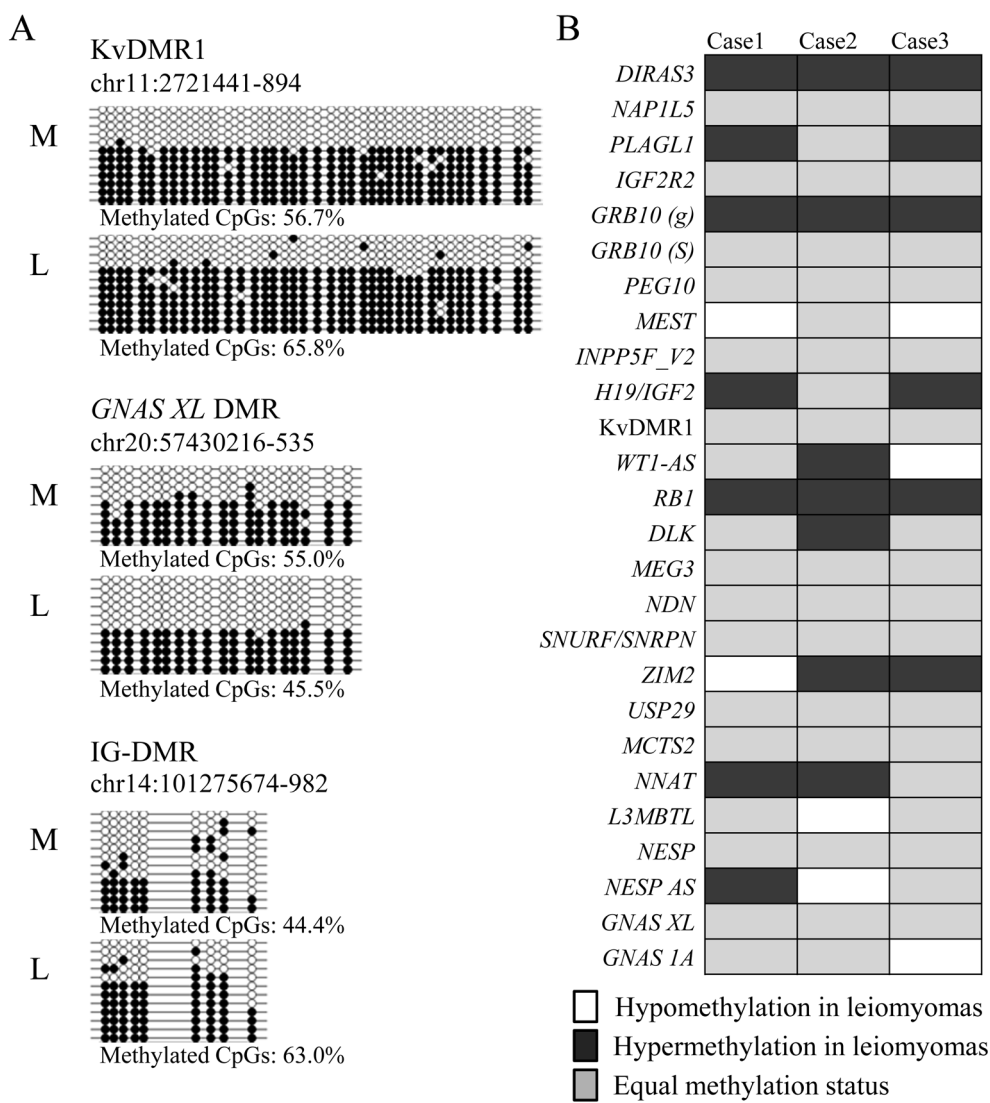 A
KvDMR1
chr11:2721441-894
M
Methylated CpGs: 56.7%
L
Methylated CpGs: 65.8%
GNAS XL DMR
chr20:57430216-535
M
Methylated CpGs: 55.0%
L
Methylated CpGs: 45.5%
IG-DMR
chr14:101275674-982
M
Methylated CpGs: 44.4%
L
Methylated CpGs: 63.0%
B
Case1 Case2 Case3
DIRAS3
NAP1L5
PLAGL1
IGF2R2
GRB10 (g)
GRB10 (S)
PEG10
MEST
INPP5F_V2
H19/IGF2
KvDMR1
WT1-AS
RB1
DLK
MEG3
NDN
SNURF/SNRPN
ZIM2
USP29
MCTS2
NNAT
L3MBTL
NESP
NESP AS
GNAS XL
GNAS 1A
Hypomethylation in leiomyomas
Hypermethylation in leiomyomas
Equal methylation status